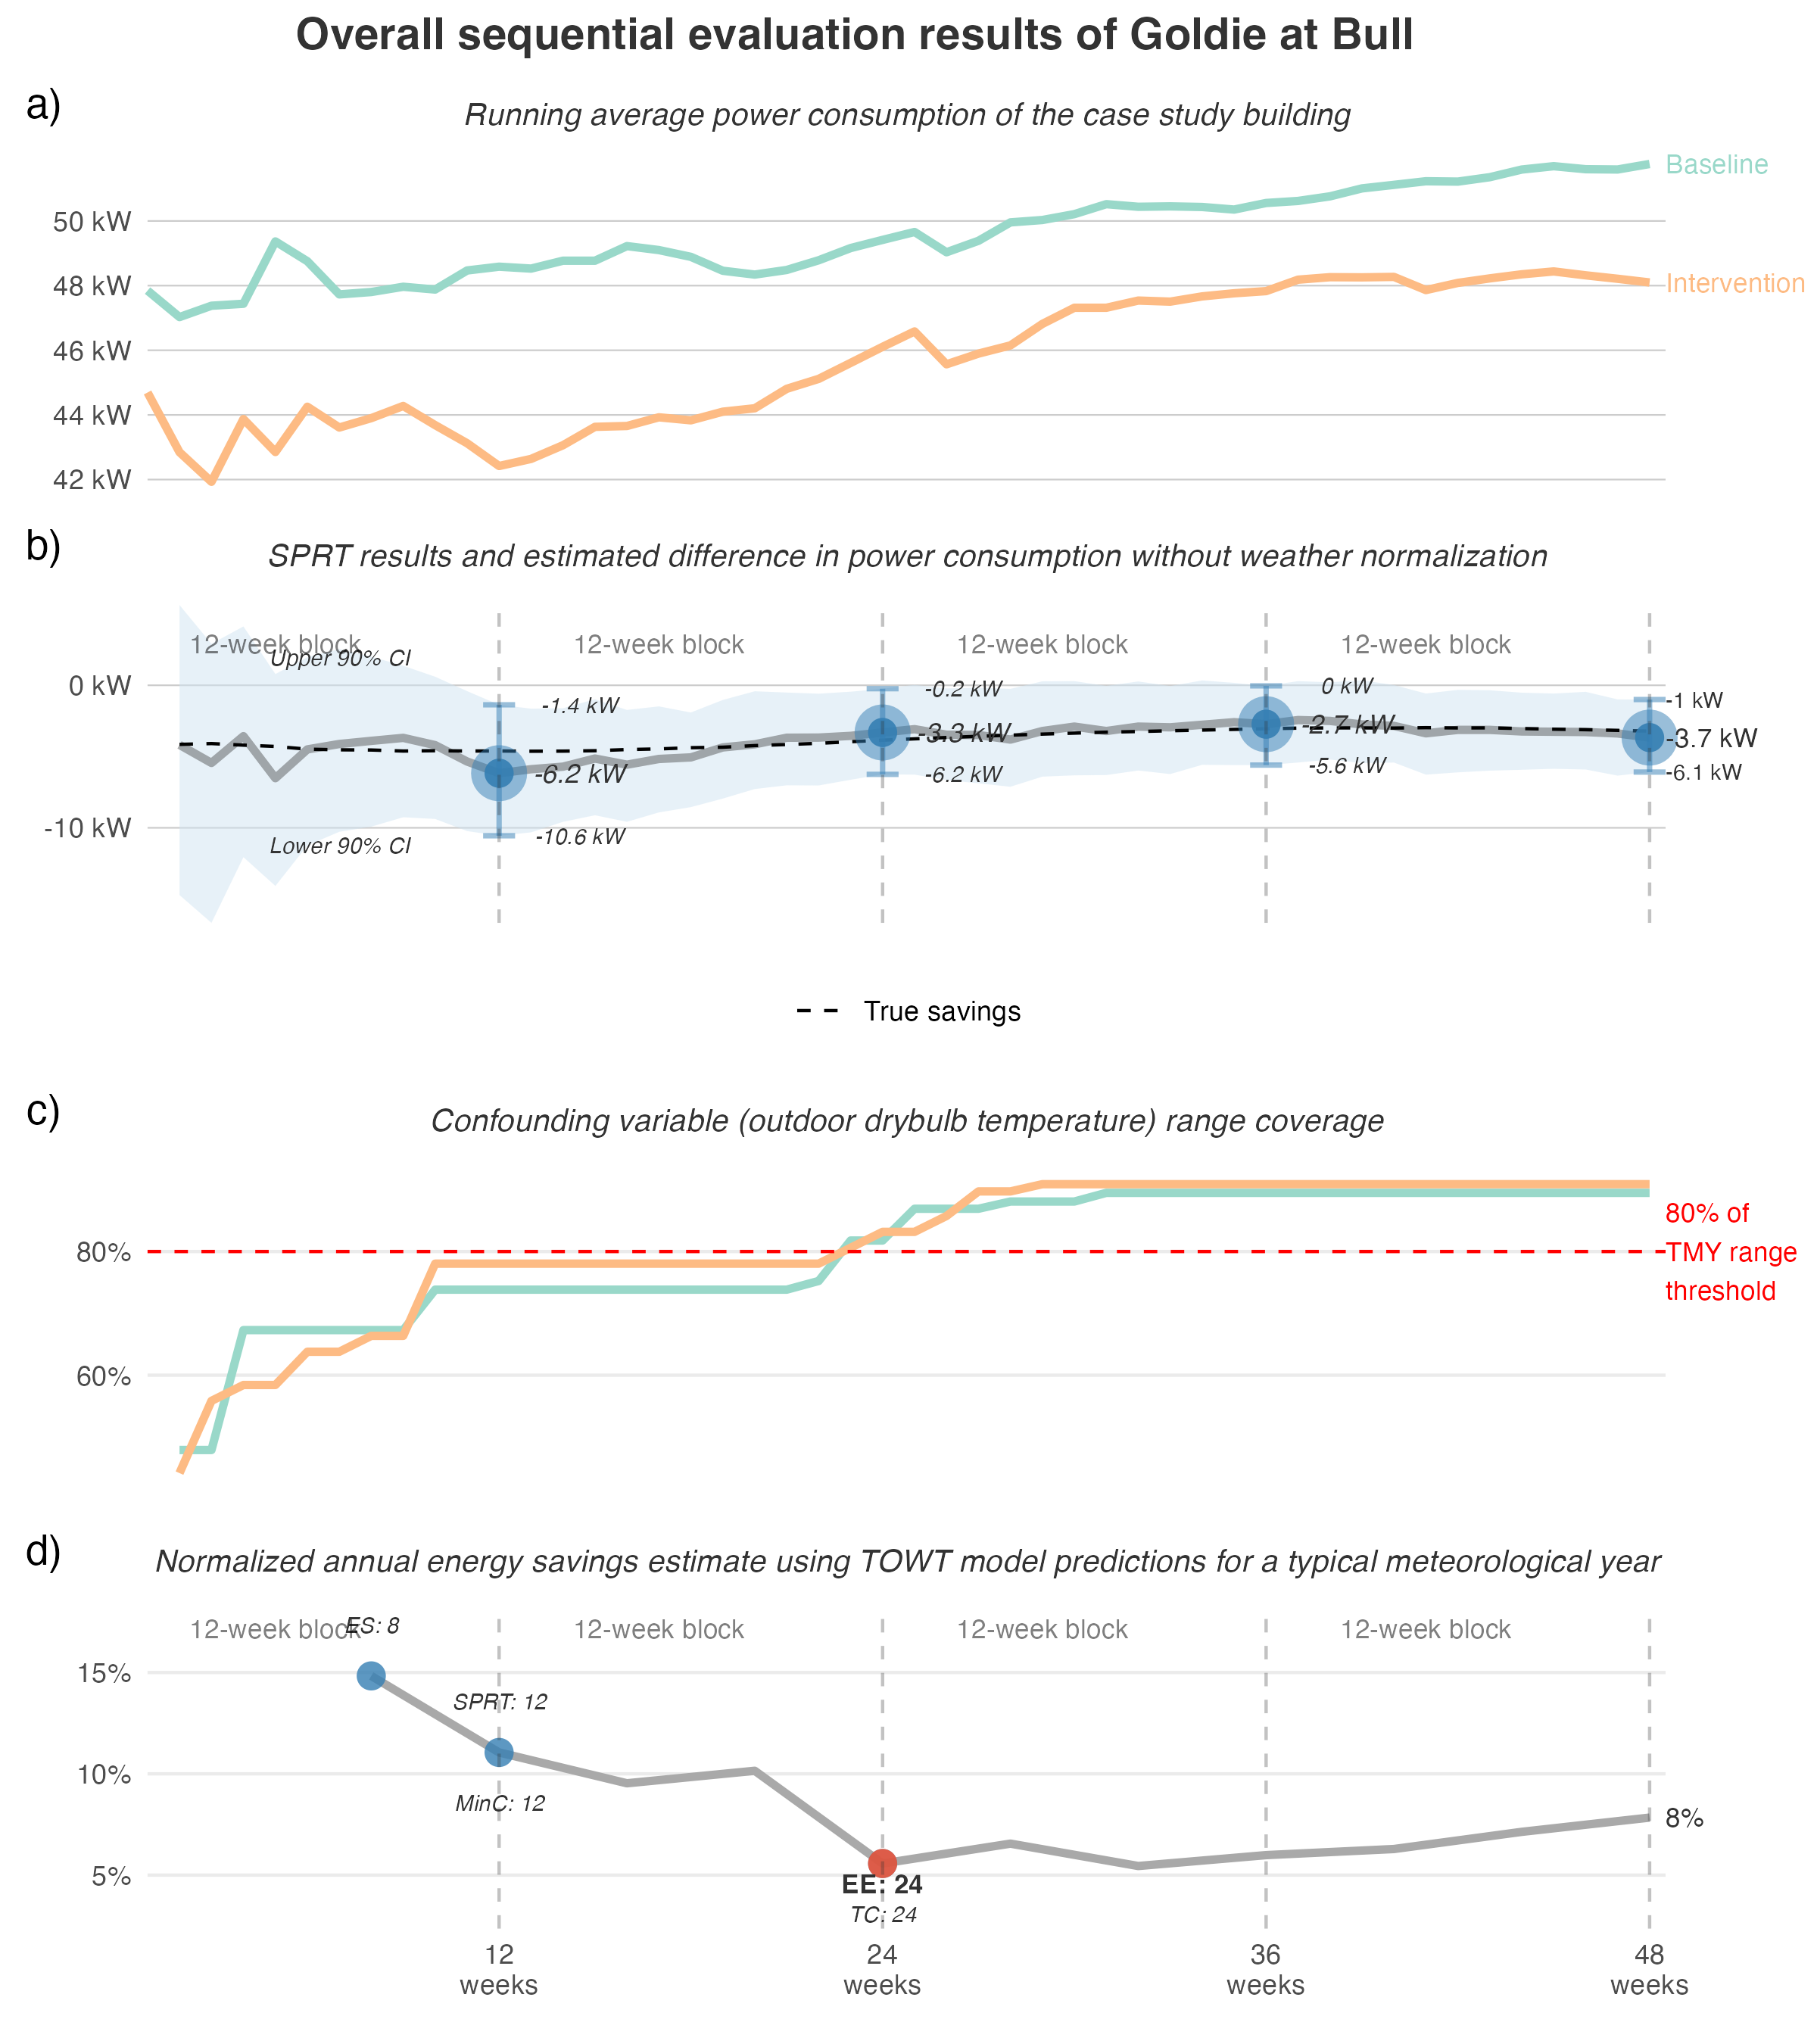 Overall sequential evaluation results of Goldie at Bull
a)
Running average power consumption of the case study building
Baseline
50 kW
48 kW
Intervention
46 kW
44 kW
42 kW
b)
SPRT results and estimated difference in power consumption without weather normalization
12-week block
12-week block
12-week block
12-week block
Upper 90% CI
0 kW
-1.4 kW
-0.2 kW
0 kW
-1 kW
-6.2 kW
-3.3 kW
-2.7 kW
-3.7 kW
-6.2 kW
-5.6 kW
-6.1 kW
-10 kW
-10.6 kW
Lower 90% CI
True savings
c)
Confounding variable (outdoor drybulb temperature) range coverage
80% of
TMY range
threshold
80%
60%
d)
Normalized annual energy savings estimate using TOWT model predictions for a typical meteorological year
12-week block
12-week block
12-week block
12-week block
ES: 8
15%
SPRT: 12
10%
MinC: 12
8%
5%
EE: 24
TC: 24
12
weeks
24
weeks
36
weeks
48
weeks